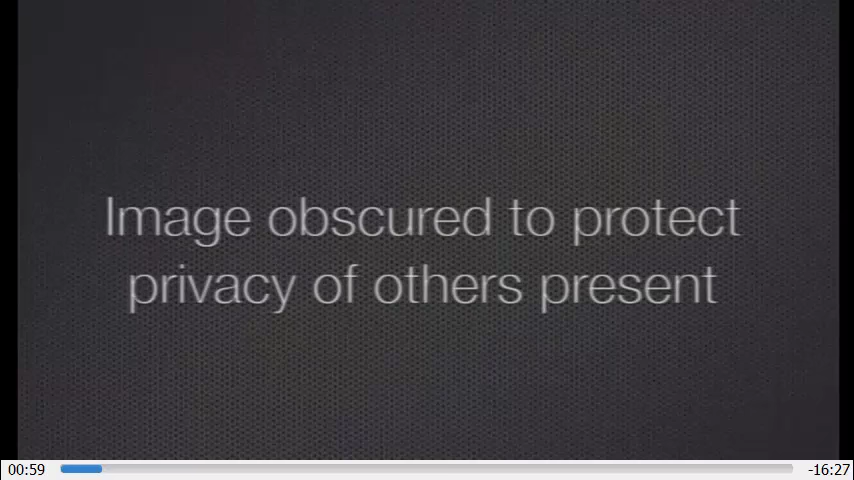 Image obscured to protect
privacy of others present
00:59
-16:27